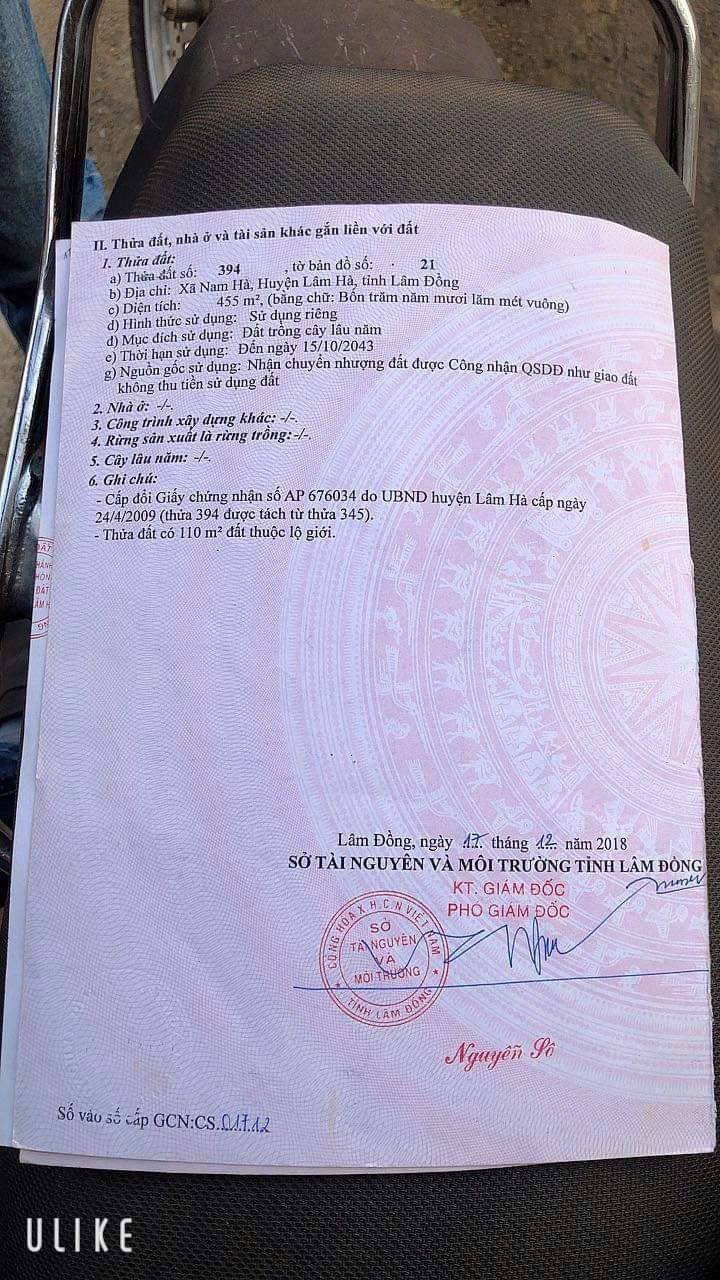 II. Thửa đất, nhà ở và tài sản khác gắn liền với đất
1. Thửa đất:
a) Thửa đất số: 394 , tờ bản đồ số: 21
b) Địa chỉ: Xã Nam Hà, Huyện Lâm Hà, tỉnh Lâm Đồng
c) Diện tích: 455 m², (bằng chữ: Bốn trăm năm mươi lăm mét vuông)
d) Hình thức sử dụng: Sử dụng riêng
đ) Mục đích sử dụng: Đất trồng cây lâu năm
e) Thời hạn sử dụng: Đến ngày 15/10/2043
g) Nguồn gốc sử dụng: Nhận chuyển nhượng đất được Công nhận QSDĐ như giao đất
không thu tiền sử dụng đất
2. Nhà ở: -/-.
3. Công trình xây dựng khác: -/-.
4. Rừng sản xuất là rừng trồng: -/-.
5. Cây lâu năm: -/-.
6. Ghi chú:
- Cấp đổi Giấy chứng nhận số AP 676034 do UBND huyện Lâm Hà cấp ngày
24/4/2009 (thửa 394 được tách từ thửa 345).
- Thửa đất có 110 m² đất thuộc lộ giới.
Lâm Đồng, ngày 17 tháng 12 năm 2018
SỞ TÀI NGUYÊN VÀ MÔI TRƯỜNG TỈNH LÂM ĐỒNG
KT. GIÁM ĐỐC
PHÓ GIÁM ĐỐC
CỘNG HÒA X.H.C.N VIỆT NAM
SỞ
TÀI NGUYÊN
VÀ
MÔI TRƯỜNG
TỈNH LÂM ĐỒNG
Nguyễn Sô
Số vào sổ cấp GCN:CS.01712
ULIKE